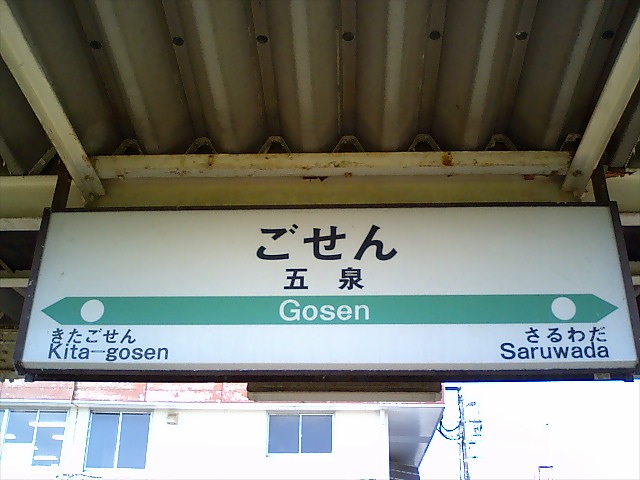 ごせん
五泉
Gosen
きたごせん
Kita-gosen
さるわだ
Saruwada